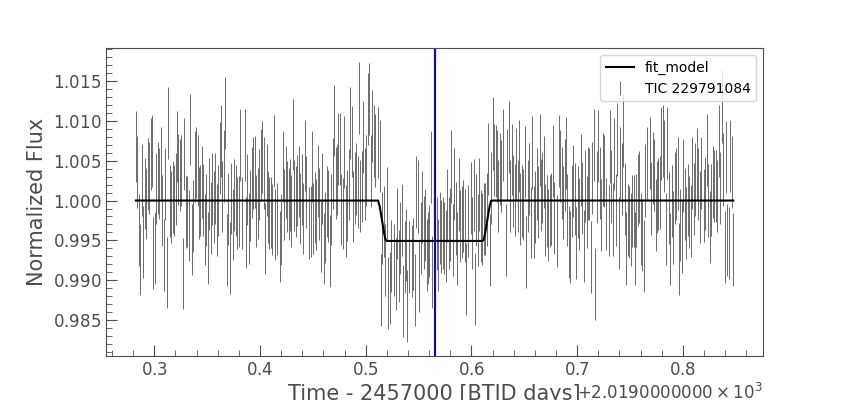 fit_model
TIC 229791084
1.015
1.010
1.005
1.000
0.995
0.990
0.985
Normalized Flux
0.3 0.4 0.5 0.6 0.7 0.8
Time - 2457000 [BTJD days]
+2.0190000000 × 10³